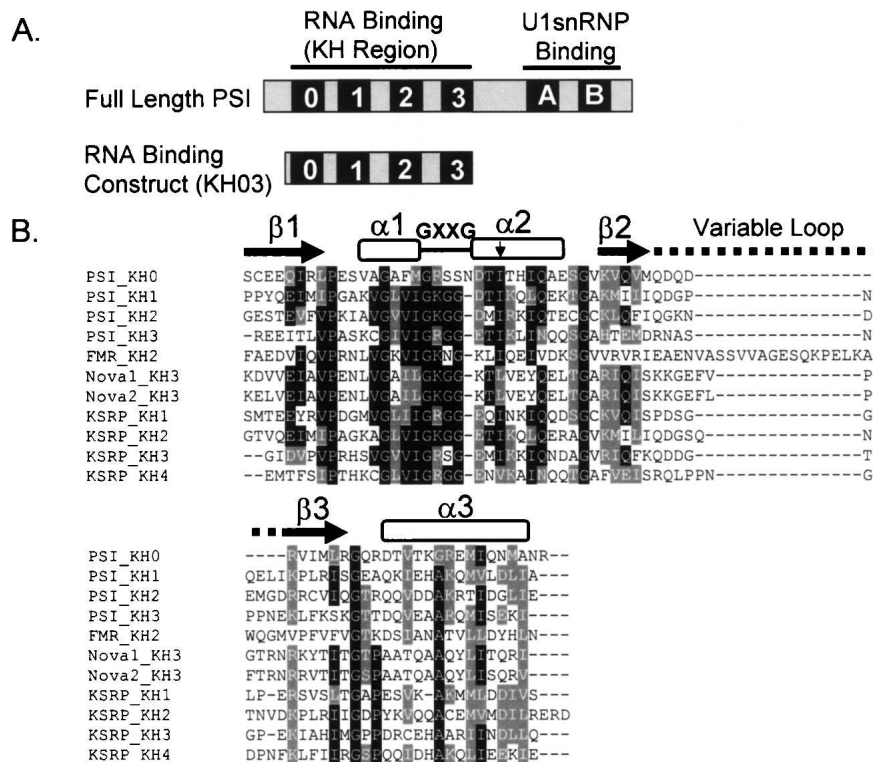 A.
RNA Binding
(KH Region)
U1snRNP
Binding
Full Length PSI
0 1 2 3 A B
RNA Binding
Construct (KH03)
0 1 2 3
B.
β1 α1 GXXG α2 β2 Variable Loop
PSI_KH0 SCEEQIRLPESVAGAFMGRSSNDTITHIQAESGVKVQVMQDQD-----------------
PSI_KH1 PPYQEIMIPGAKVGLVIGKGG-DTIKQLQEKTGAKMIIIQDGP----------------N
PSI_KH2 GESTEVFVPKIAVGVVIGKGG-DMIRKIQTECGCKLQFIQGKN----------------D
PSI_KH3 -REEITLVPASKCGIVIGRGG-ETIKLINQQSGAHTEMDRNAS-----------------
FMR_KH2 FAEDVIQVPRNLVGKVIGKNG-KLIQEIVDKSGVVRVRIEAENVASSVVAGESQKPELKA
Nova1_KH3 KDVVEIAVPENLVGAILGKGG-KTLVEYQELTGARIQISKKGEFV--------------P
Nova2_KH3 KELVEIAVPENLVGAILGKGG-KTLVEYQELTGARIQISKKGEFL--------------P
KSRP_KH1 SMTEEYRVPDGMVGLIIGRGG-EQINKIQQDSGCKVQISPDSG----------------G
KSRP_KH2 GTVQEIMIPAGKAGLVIGKGG-ETIKQLQERAGVKMILIQDGSQ---------------N
KSRP_KH3 --GIDVPVPRHSVGVVIGRSG-EMIKKIQNDAGVRIQFKQDDG----------------T
KSRP_KH4 --EMTFSIPTHKCGLVIGRGG-ENVKAINQQTGAFVEISRQLPPN--------------G
β3 α3
PSI_KH0 ----RVIMLRGQRDTVTKGREMIQNMANR---
PSI_KH1 QELIKPLRISGEAQKIEHAKQMVLDLIA----
PSI_KH2 EMGDRRCVIQGTRQQVDDAKRTIDGLIE----
PSI_KH3 PPNEKLFKSKGTTDQVEAARQMISEKI-----
FMR_KH2 WQGMVPFVFVGTKDSIANATVLLDYHLN----
Nova1_KH3 GTRNRKYTITGTPAATQAAQYLITQRI-----
Nova2_KH3 FTRNRRVTITGSPAATQAAQYLISQRV-----
KSRP_KH1 LP-ERSVSLTGAPESVK-AKMMLDDIVS----
KSRP_KH2 TNVDKPLRIIGDPYKVQQACEMVMDILRERD
KSRP_KH3 GP-EKIAHIMGPPDRCEHAARIINDLLQ----
KSRP_KH4 DPNFKLFIIRGSPQQIDHAKQLIEEKIE----